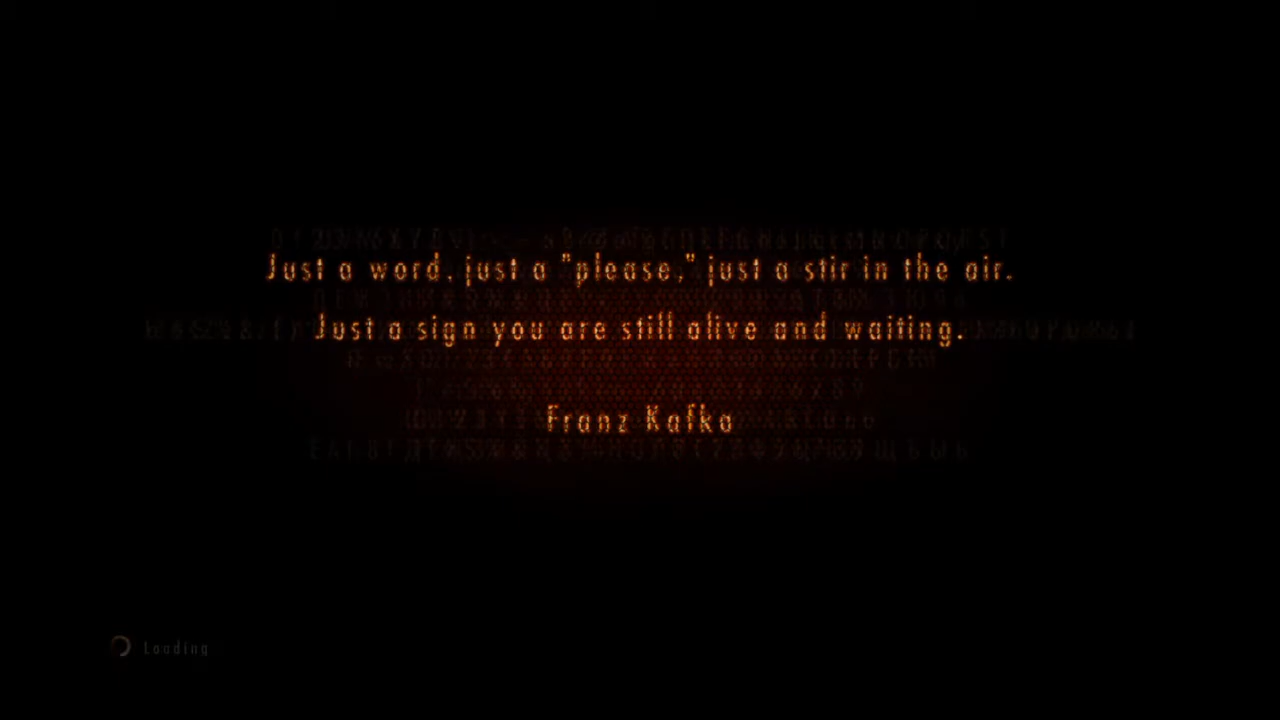 Just a word, just a "please," just a stir in the air.
Just a sign you are still alive and waiting.
Franz Kafka
Loading